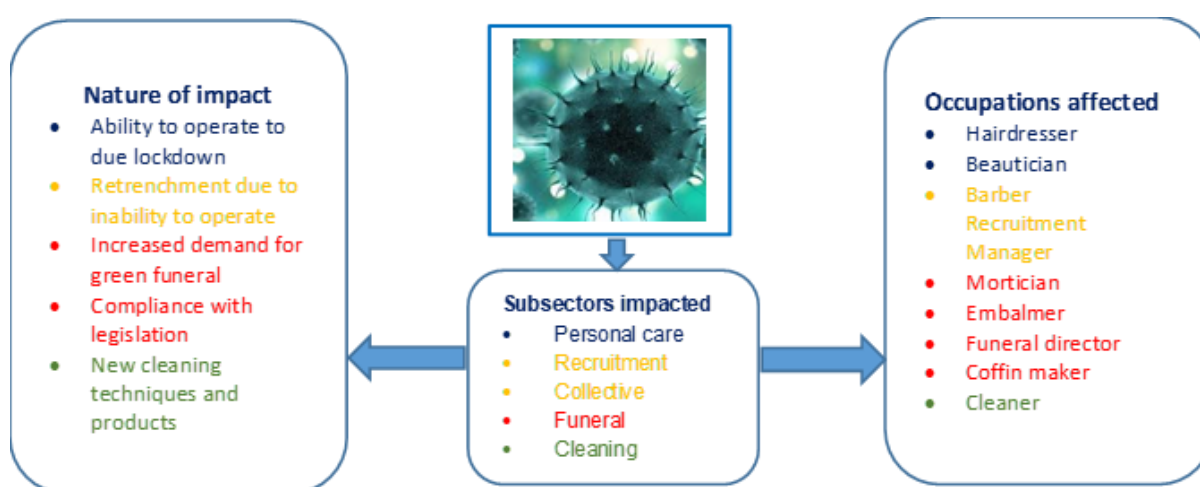 Nature of impact
• Ability to operate to
due lockdown
• Retrenchment due to
inability to operate
• Increased demand for
green funeral
• Compliance with
legislation
• New cleaning
techniques and
products
Subsectors impacted
• Personal care
• Recruitment
• Collective
• Funeral
• Cleaning
Occupations affected
• Hairdresser
• Beautician
• Barber
Recruitment
Manager
• Mortician
• Embalmer
• Funeral director
• Coffin maker
• Cleaner